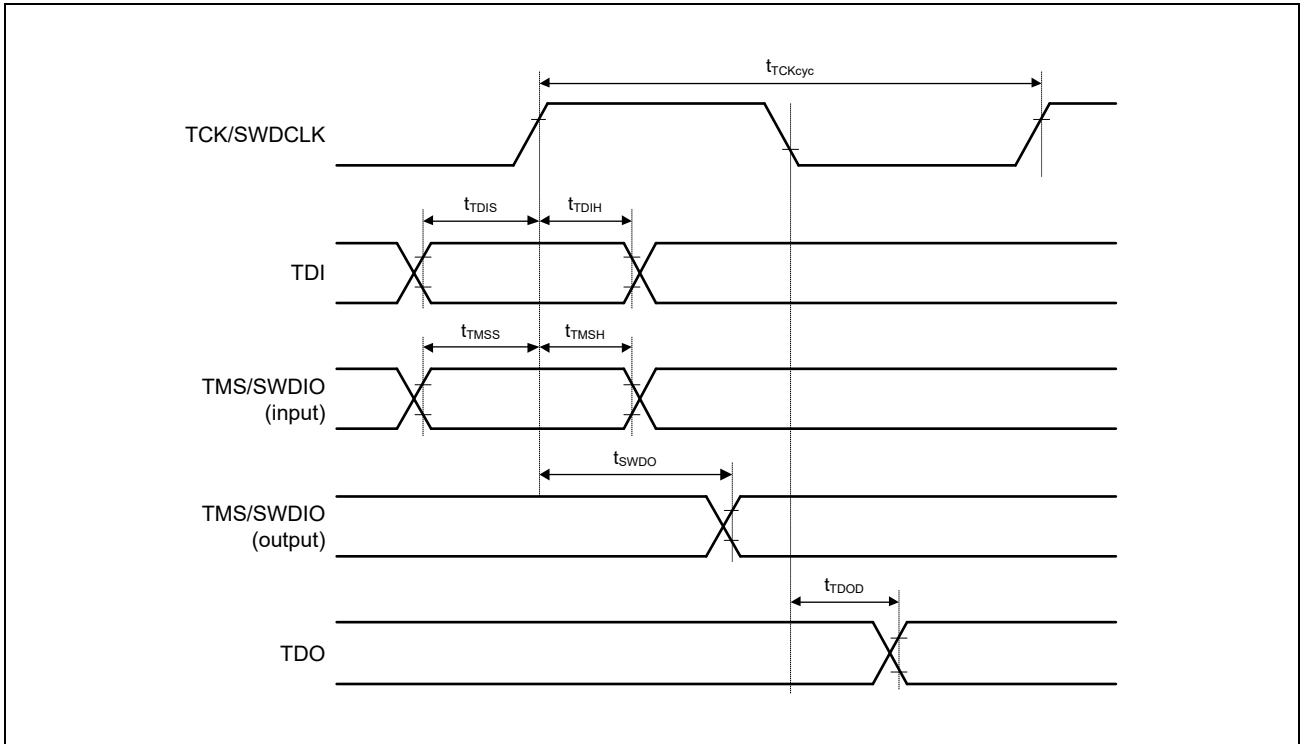 tTCKcyc
TCK/SWDCLK
tTDIS tTDIH
TDI
tTMSS tTMSH
TMS/SWDIO
(input)
tSWDO
TMS/SWDIO
(output)
tTDOD
TDO